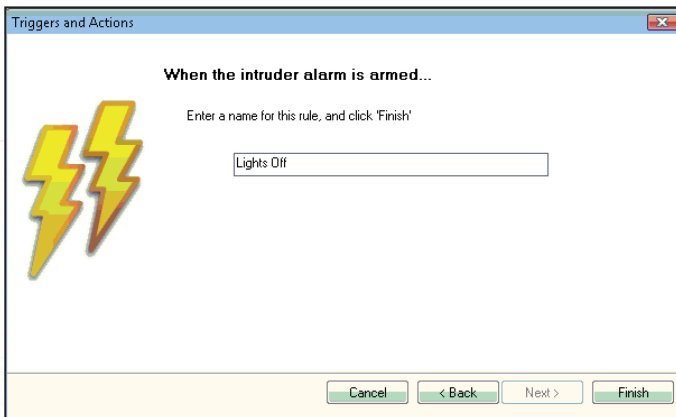 Triggers and Actions
When the intruder alarm is armed...
Enter a name for this rule, and click 'Finish'
Lights Off
Cancel < Back Next > Finish